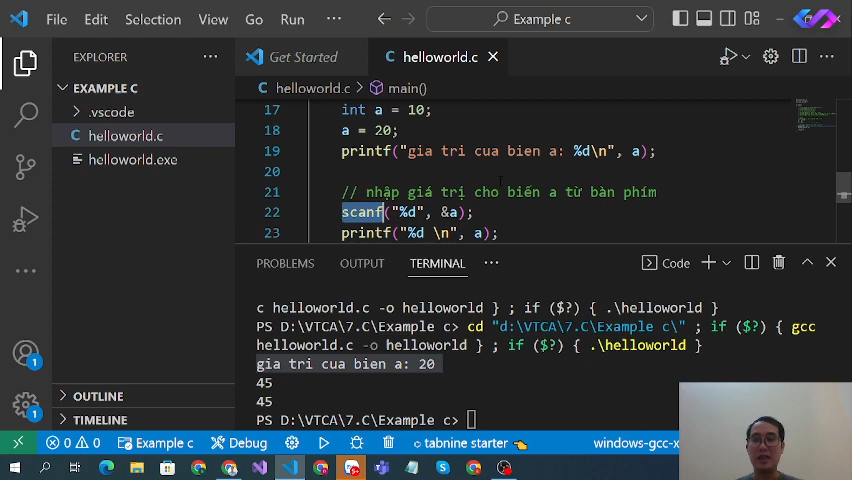 File Edit Selection View Go Run ... Example c
EXPLORER ... Get Started C helloworld.c
EXAMPLE C
C helloworld.c > main()
.vscode
C helloworld.c
helloworld.exe
17 int a = 10;
18 a = 20;
19 printf("gia tri cua bien a: %d\n", a);
20
21 // nhập giá trị cho biến a từ bàn phím
22 scanf("%d", &a);
23 printf("%d \n", a);
PROBLEMS OUTPUT TERMINAL ... Code
c helloworld.c -o helloworld } ; if ($?) { .\helloworld }
PS D:\VTCA\7.C\Example c> cd "d:\VTCA\7.C\Example c\" ; if ($?) { gcc
helloworld.c -o helloworld } ; if ($?) { .\helloworld }
gia tri cua bien a: 20
45
45
PS D:\VTCA\7.C\Example c>
1
1
OUTLINE
TIMELINE
0 0 Example c Debug tabnine starter windows-gcc-x